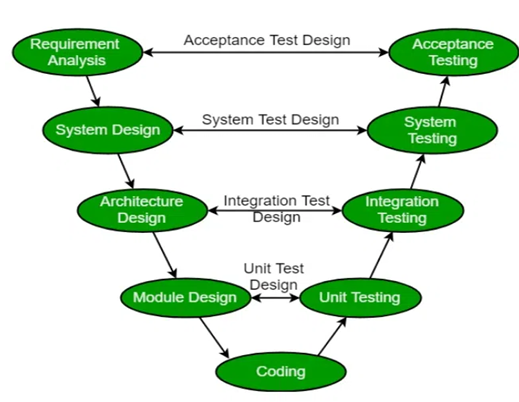 Requirement
Analysis
Acceptance Test Design
Acceptance
Testing
System Design
System Test Design
System
Testing
Architecture
Design
Integration Test
Design
Integration
Testing
Module Design
Unit Test
Design
Unit Testing
Coding